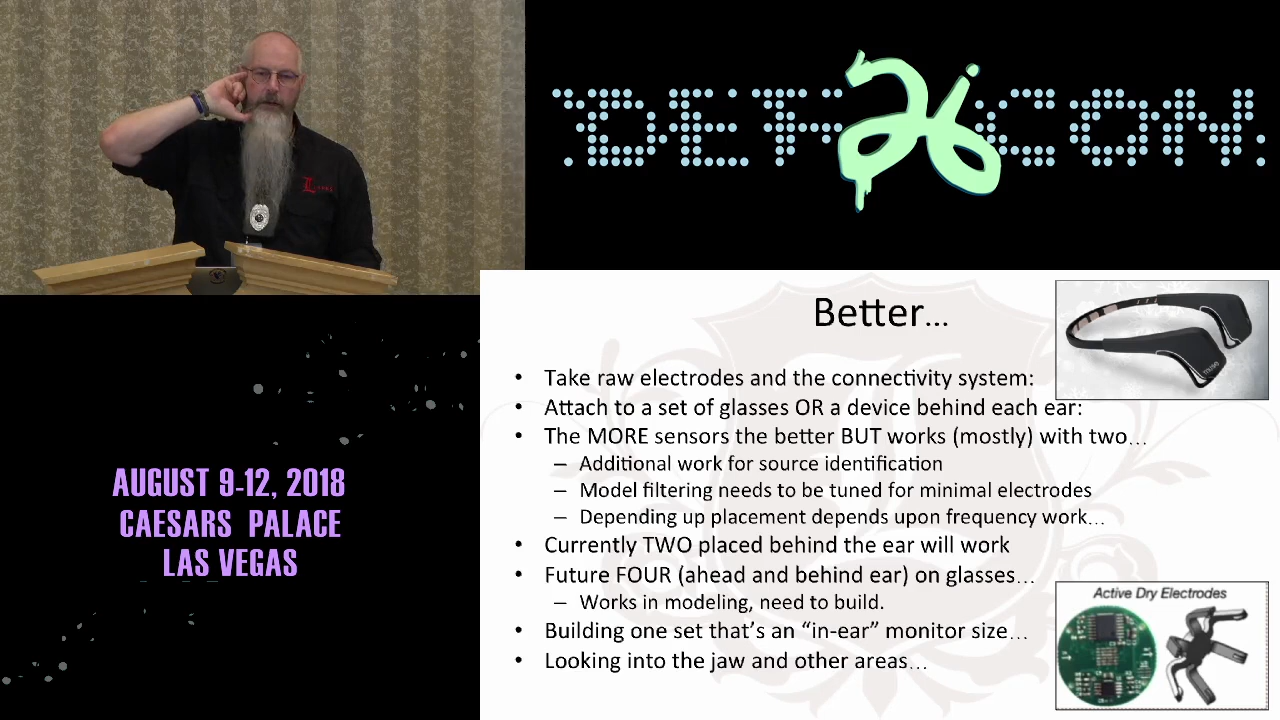 DEF CON
26
AUGUST 9-12, 2018
CAESARS PALACE
LAS VEGAS
Better...
• Take raw electrodes and the connectivity system:
• Attach to a set of glasses OR a device behind each ear:
• The MORE sensors the better BUT works (mostly) with two...
– Additional work for source identification
– Model filtering needs to be tuned for minimal electrodes
– Depending up placement depends upon frequency work...
• Currently TWO placed behind the ear will work
• Future FOUR (ahead and behind ear) on glasses...
– Works in modeling, need to build.
• Building one set that's an “in-ear” monitor size...
• Looking into the jaw and other areas...
Active Dry Electrodes